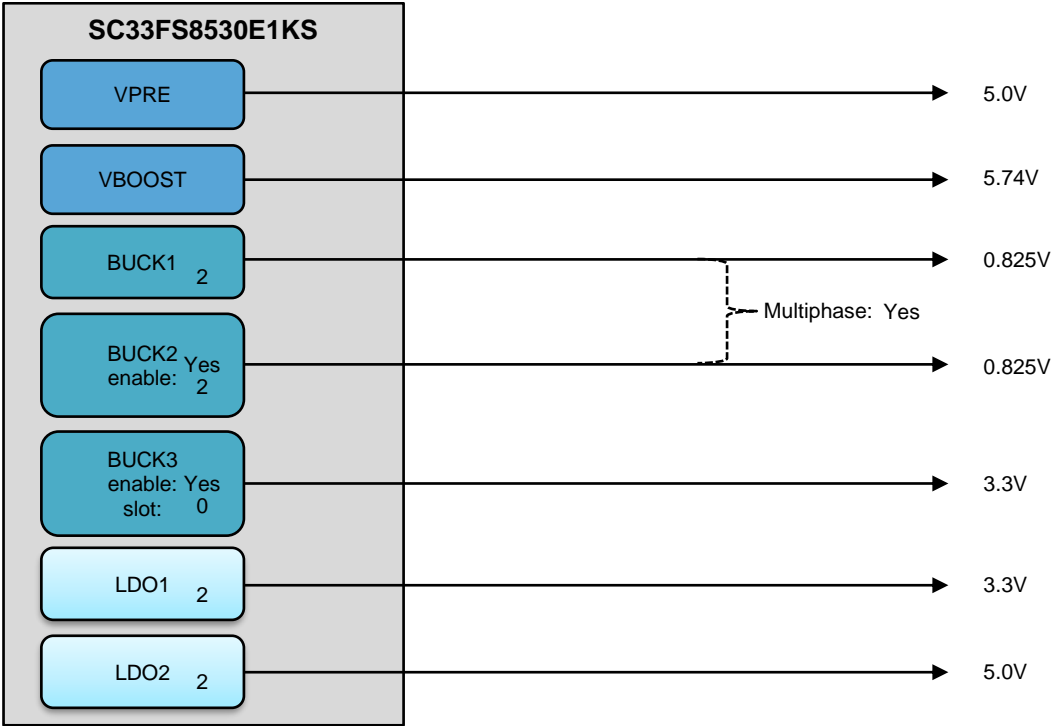 SC33FS8530E1KS
VPRE
5.0V
VBOOST
5.74V
BUCK1
2
0.825V
Multiphase: Yes
BUCK2
enable: Yes
2
0.825V
BUCK3
enable: Yes
slot: 0
3.3V
LDO1
2
3.3V
LDO2
2
5.0V